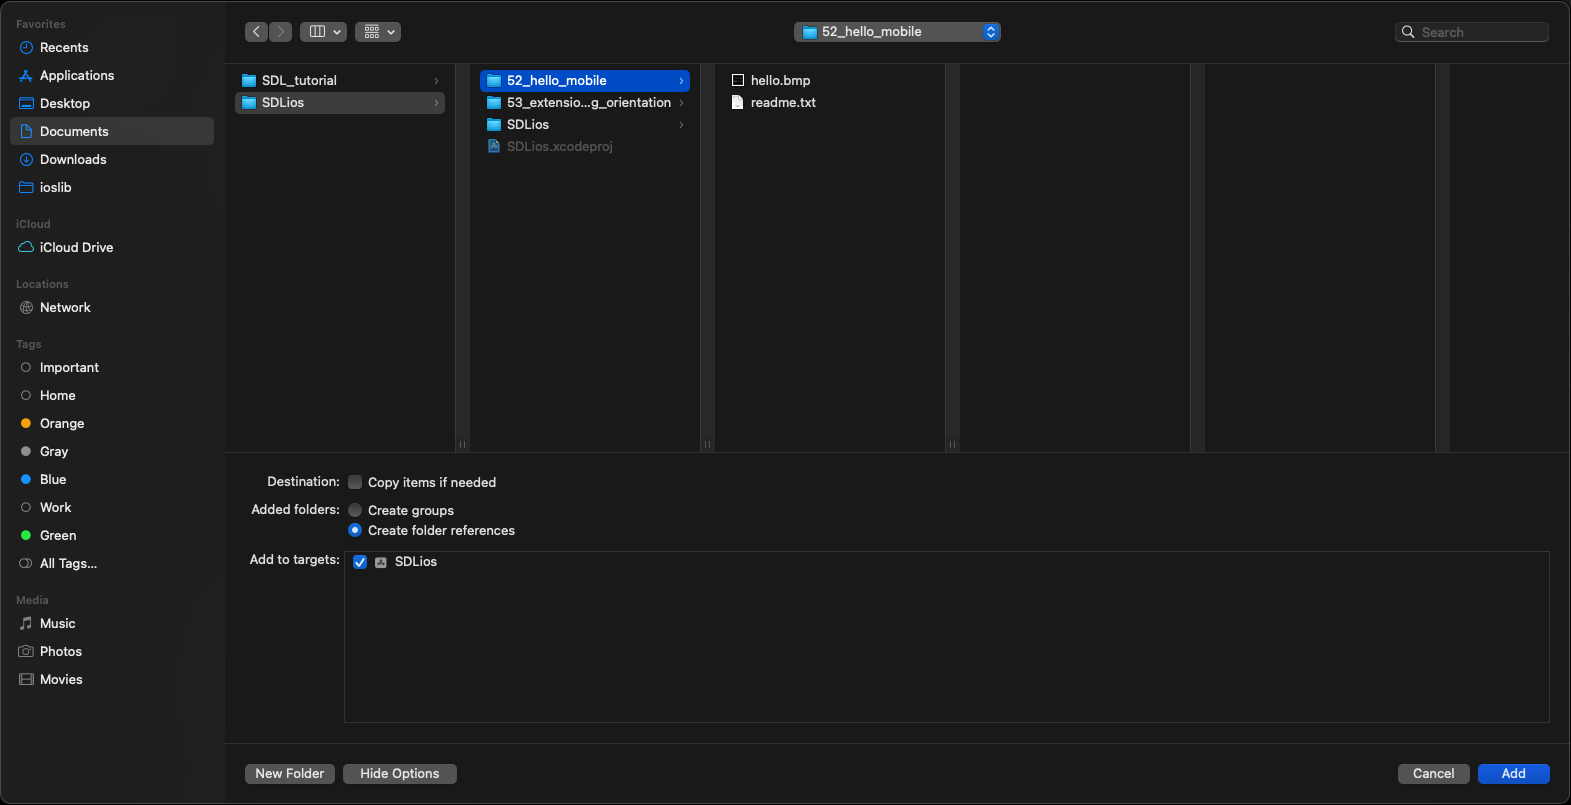 Favorites
Recents
Applications
Desktop
Documents
Downloads
ioslib
iCloud
iCloud Drive
Locations
Network
Tags
Important
Home
Orange
Gray
Blue
Work
Green
All Tags...
Media
Music
Photos
Movies
52_hello_mobile
Search
SDL_tutorial
SDLios
52_hello_mobile
53_extensio...g_orientation
SDLios
SDLios.xcodeproj
hello.bmp
readme.txt
Destination: Copy items if needed
Added folders: Create groups
Create folder references
Add to targets: SDLios
New Folder Hide Options Cancel Add